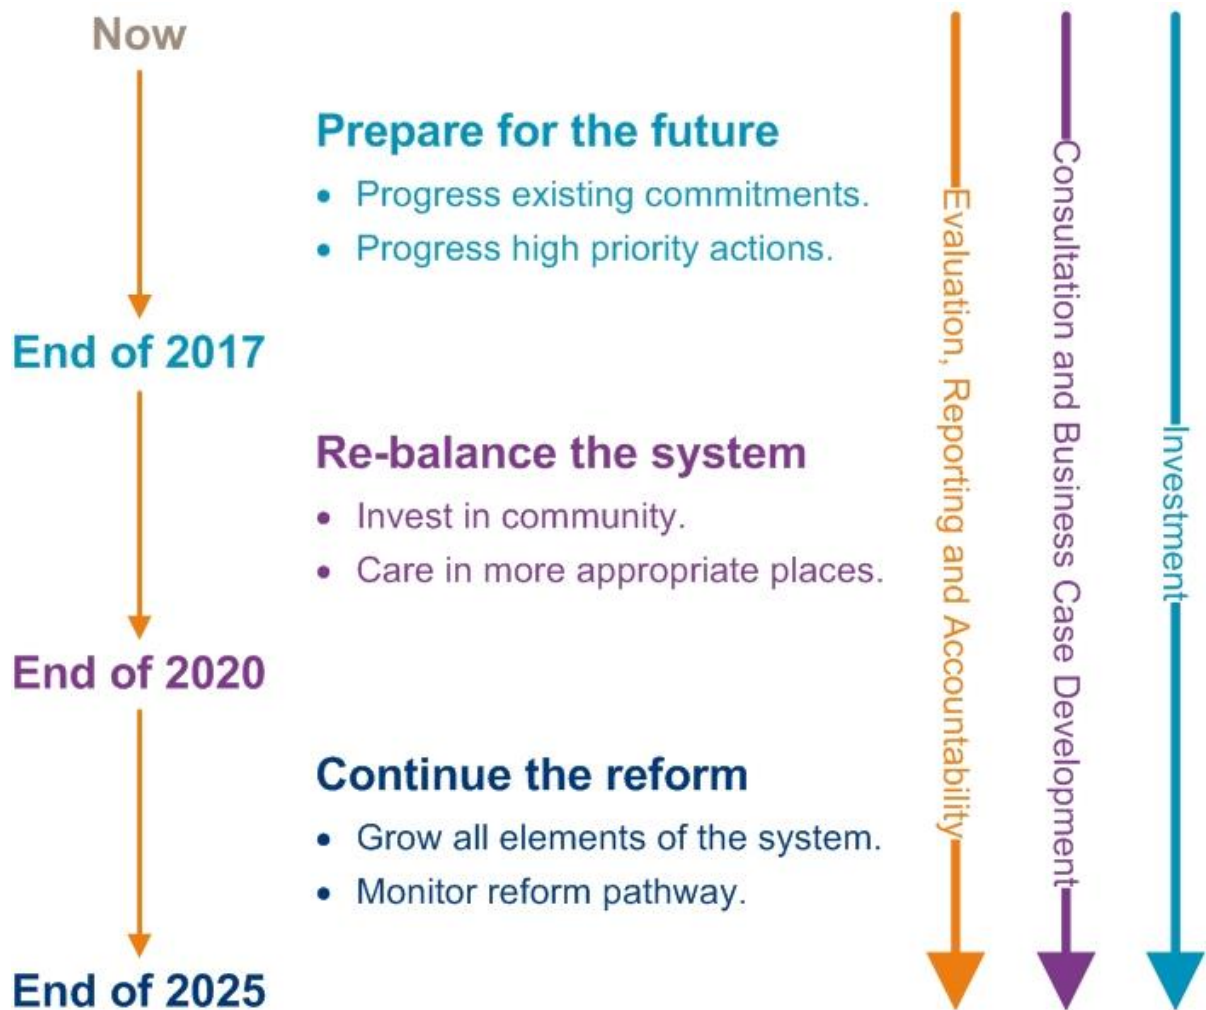 Now
Prepare for the future
• Progress existing commitments.
• Progress high priority actions.
End of 2017
Re-balance the system
• Invest in community.
• Care in more appropriate places.
End of 2020
Continue the reform
• Grow all elements of the system.
• Monitor reform pathway.
End of 2025
Evaluation, Reporting and Accountability
Consultation and Business Case Development
Investment